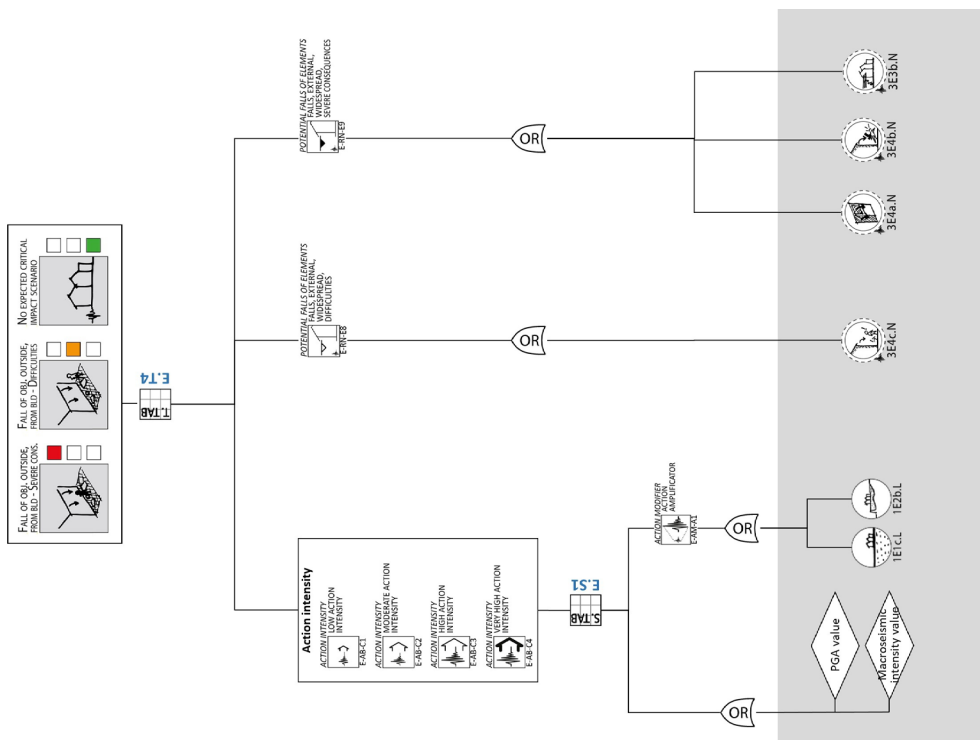 FALL OF OBJ. OUTSIDE,
FROM BLD - SEVERE CONS.
FALL OF OBJ. OUTSIDE,
FROM BLD - DIFFICULTIES
NO EXPECTED CRITICAL
IMPACT SCENARIO
T.TAB
E.T4
Action intensity
ACTION INTENSITY
LOW ACTION
INTENSITY
E-AB-C1
ACTION INTENSITY
MODERATE ACTION
INTENSITY
E-AB-C2
ACTION INTENSITY
HIGH ACTION
INTENSITY
E-AB-C3
ACTION INTENSITY
VERY HIGH ACTION
INTENSITY
E-AB-C4
POTENTIAL FALLS OF ELEMENTS
FALLS, EXTERNAL,
WIDESPREAD,
DIFFICULTIES
E-RN-E8
POTENTIAL FALLS OF ELEMENTS
FALLS, EXTERNAL,
WIDESPREAD,
SEVERE CONSEQUENCES
E-RN-E9
S.TAB
E.S1
OR
OR
ACTION MODIFIER
ACTION
AMPLIFICATOR
E-AM-A1
OR
OR
PGA value
Macroseismic
intensity value
1E1c.L
1E2b.L
3E4c.N
3E4a.N
3E4b.N
3E3b.N